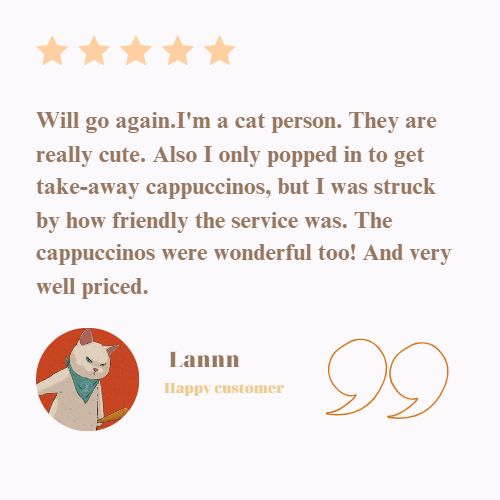 Will go again.I'm a cat person. They are
really cute. Also I only popped in to get
take-away cappuccinos, but I was struck
by how friendly the service was. The
cappuccinos were wonderful too! And very
well priced.
Lannn
Happy customer